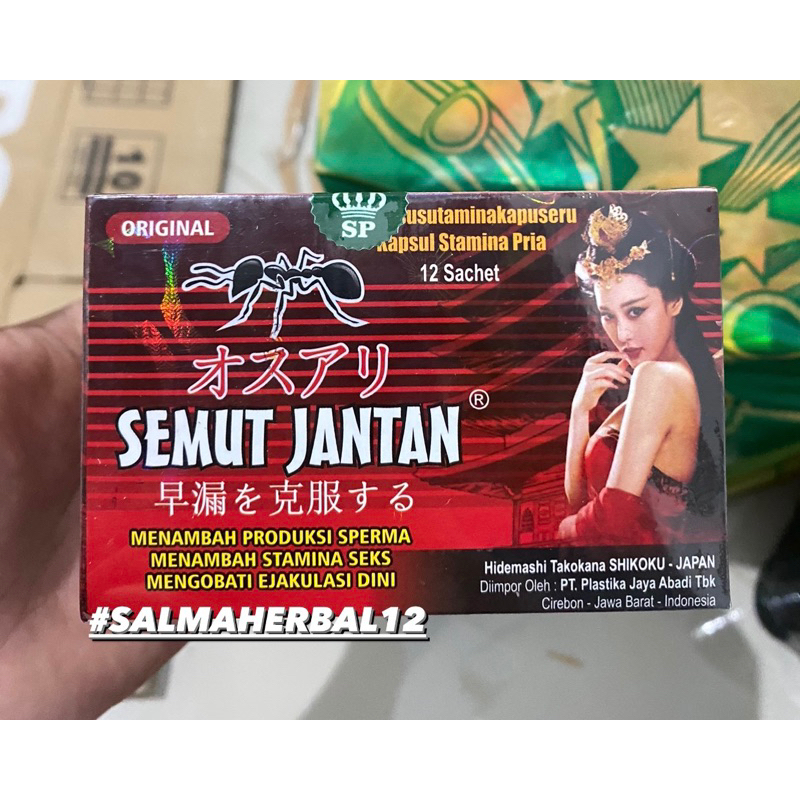 ORIGINAL
SP
usutaminakapuseru
Kapsul Stamina Pria
12 Sachet
オスアリ
SEMUT JANTAN®
早漏を克服する
MENAMBAH PRODUKSI SPERMA
MENAMBAH STAMINA SEKS
MENGOBATI EJAKULASI DINI
Hidemashi Takokana SHIKOKU - JAPAN
Diimpor Oleh : PT. Plastika Jaya Abadi Tbk
Cirebon - Jawa Barat - Indonesia
#SALMAHERBAL12
10